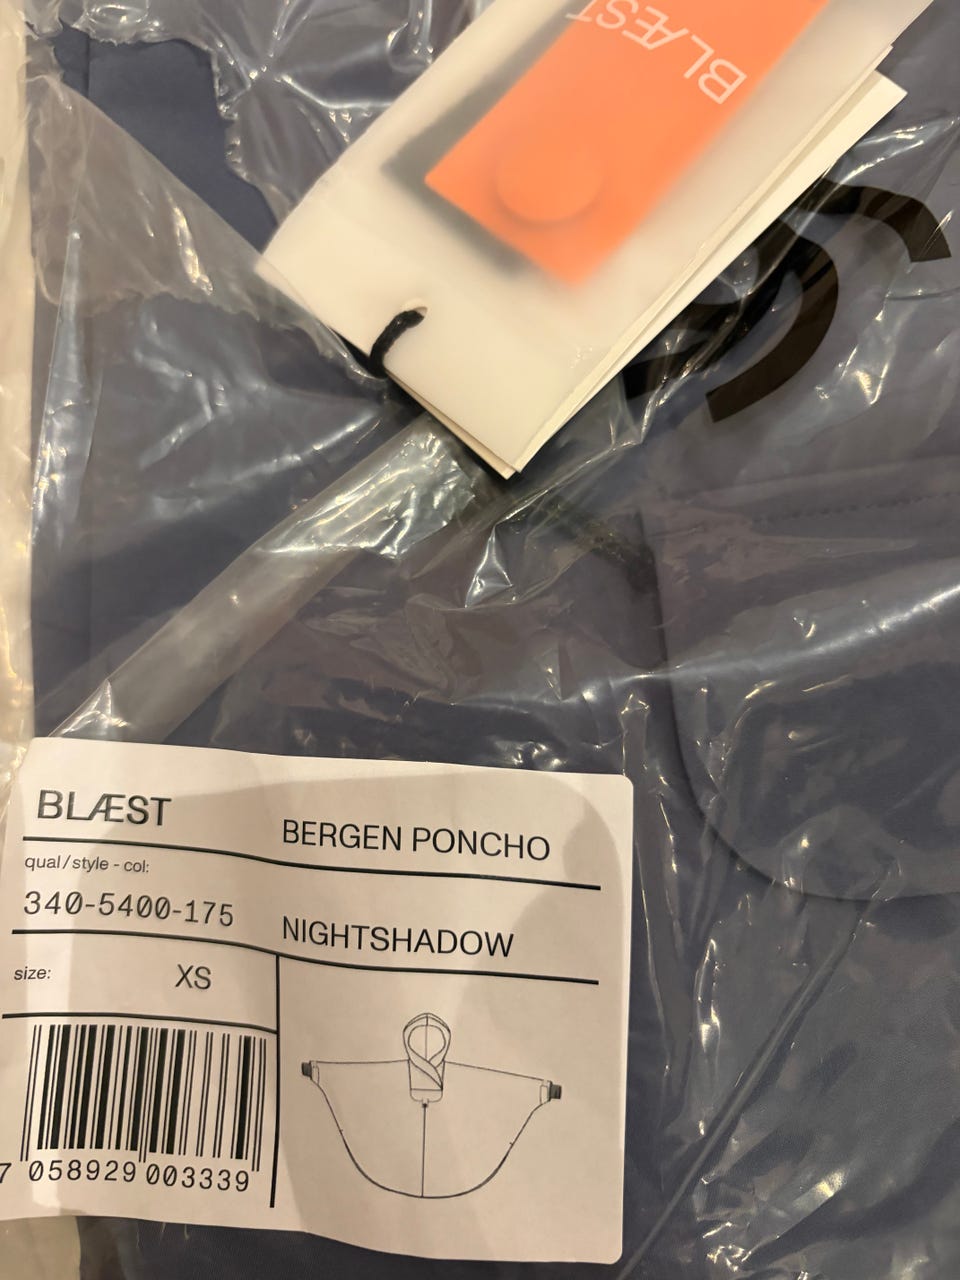 BLÆST
BLÆST
BERGEN PONCHO
qual/style - col:
340-5400-175
NIGHTSHADOW
size:
XS
7 058929 003339